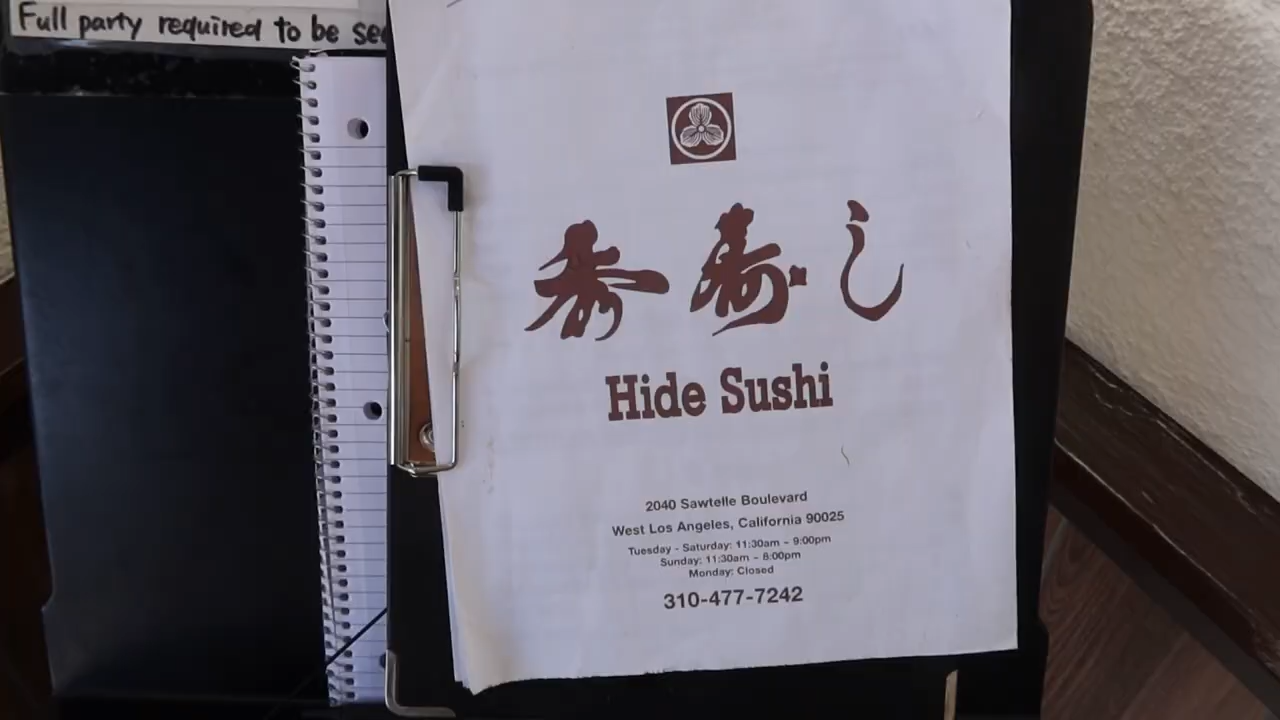 Full party required to be
秀寿し
Hide Sushi
2040 Sawtelle Boulevard
West Los Angeles, California 90025
Tuesday - Saturday: 11:30am - 9:00pm
Sunday: 11:30am - 8:00pm
Monday: Closed
310-477-7242